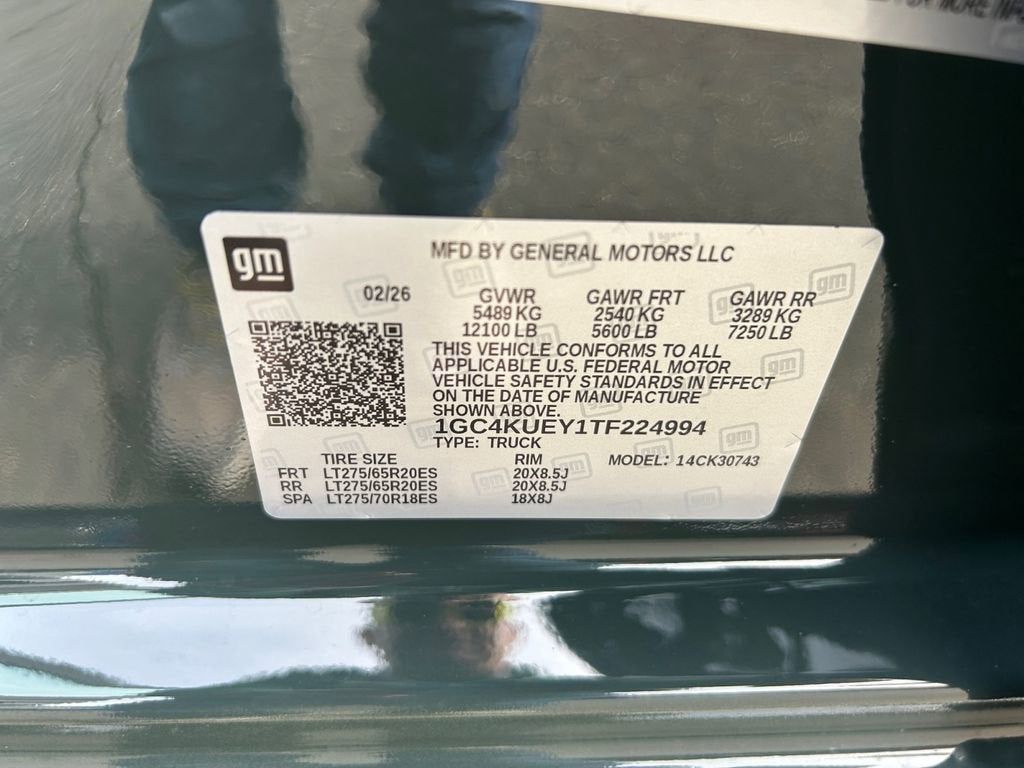 FOR MORE INFO
gm
MFD BY GENERAL MOTORS LLC
02/26
GVWR GAWR FRT GAWR RR
5489 KG 2540 KG 3289 KG
12100 LB 5600 LB 7250 LB
THIS VEHICLE CONFORMS TO ALL
APPLICABLE U.S. FEDERAL MOTOR
VEHICLE SAFETY STANDARDS IN EFFECT
ON THE DATE OF MANUFACTURE
SHOWN ABOVE.
1GC4KUEY1TF224994
TYPE: TRUCK
TIRE SIZE RIM MODEL: 14CK30743
FRT LT275/65R20ES 20X8.5J
RR LT275/65R20ES 20X8.5J
SPA LT275/70R18ES 18X8J